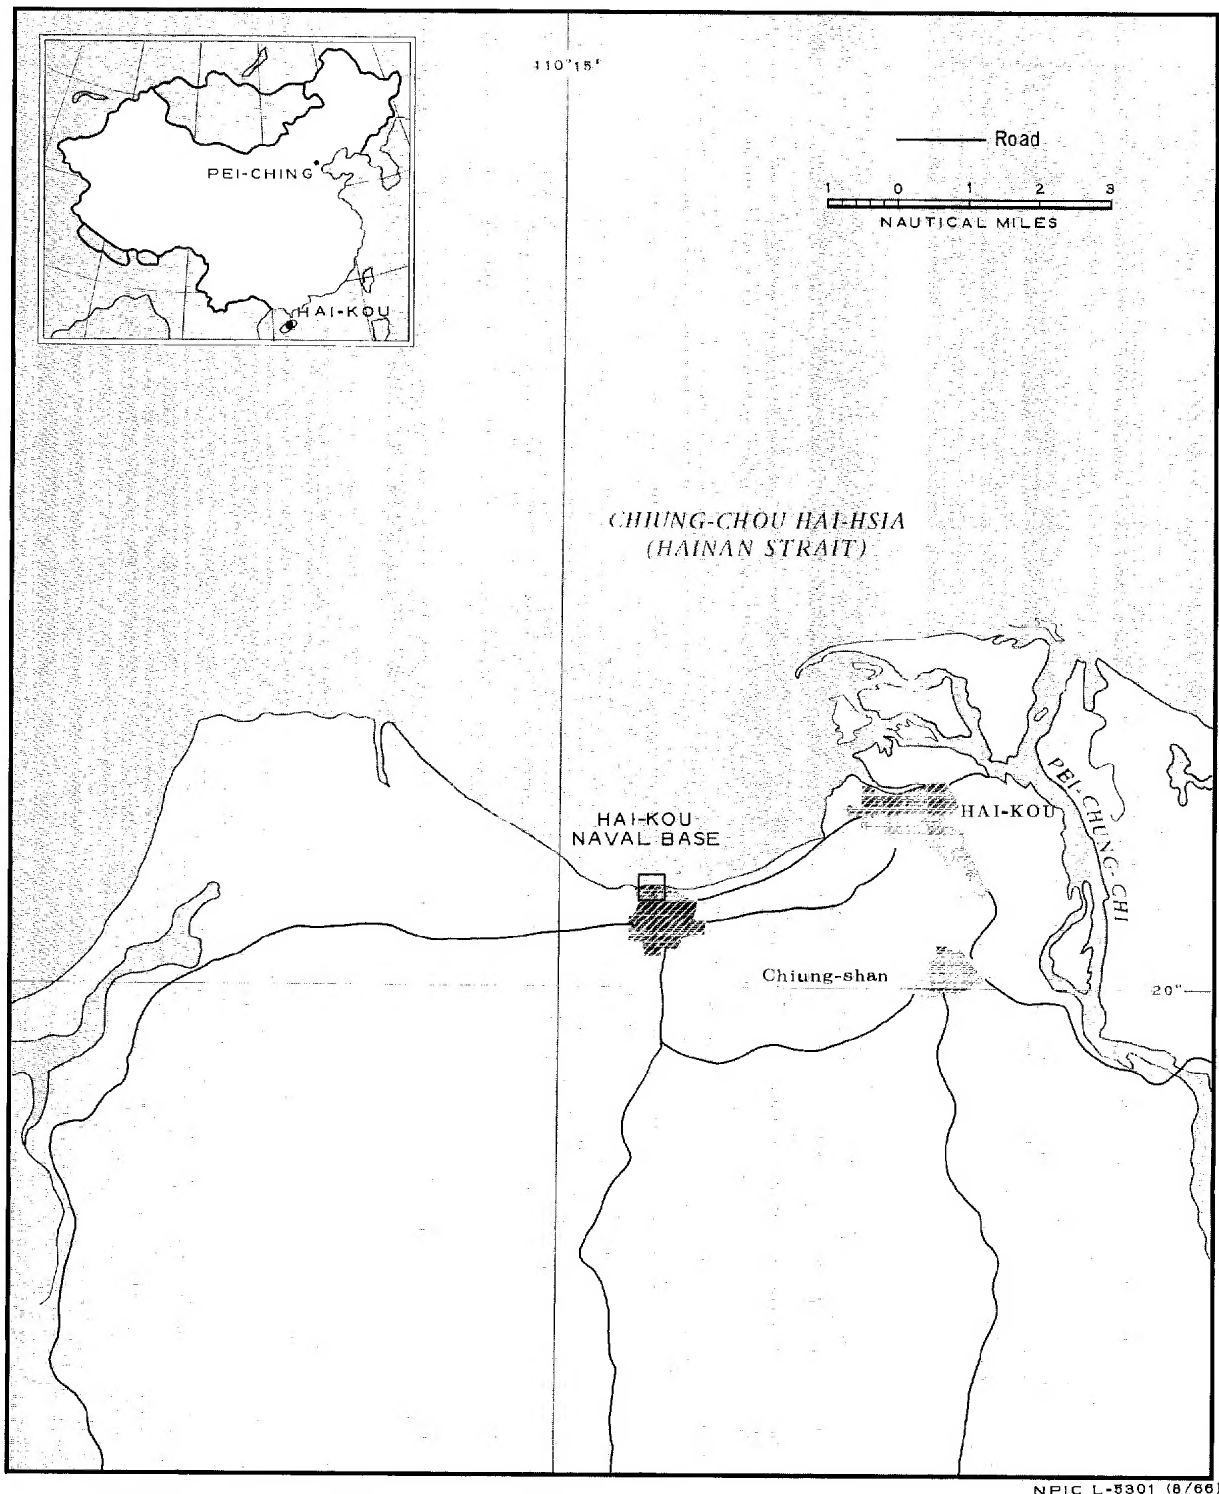 110°15'
Road
1 0 1 2 3
NAUTICAL MILES
PEI-CHING
HAI-KOU
CHIUNG-CHOU HAI-HSIA
(HAINAN STRAIT)
HAI-KOU
NAVAL BASE
HAI-KOU
PEI-CHUNG-CHI
Chiung-shan
20°
NPIC L-5301 (8/66)